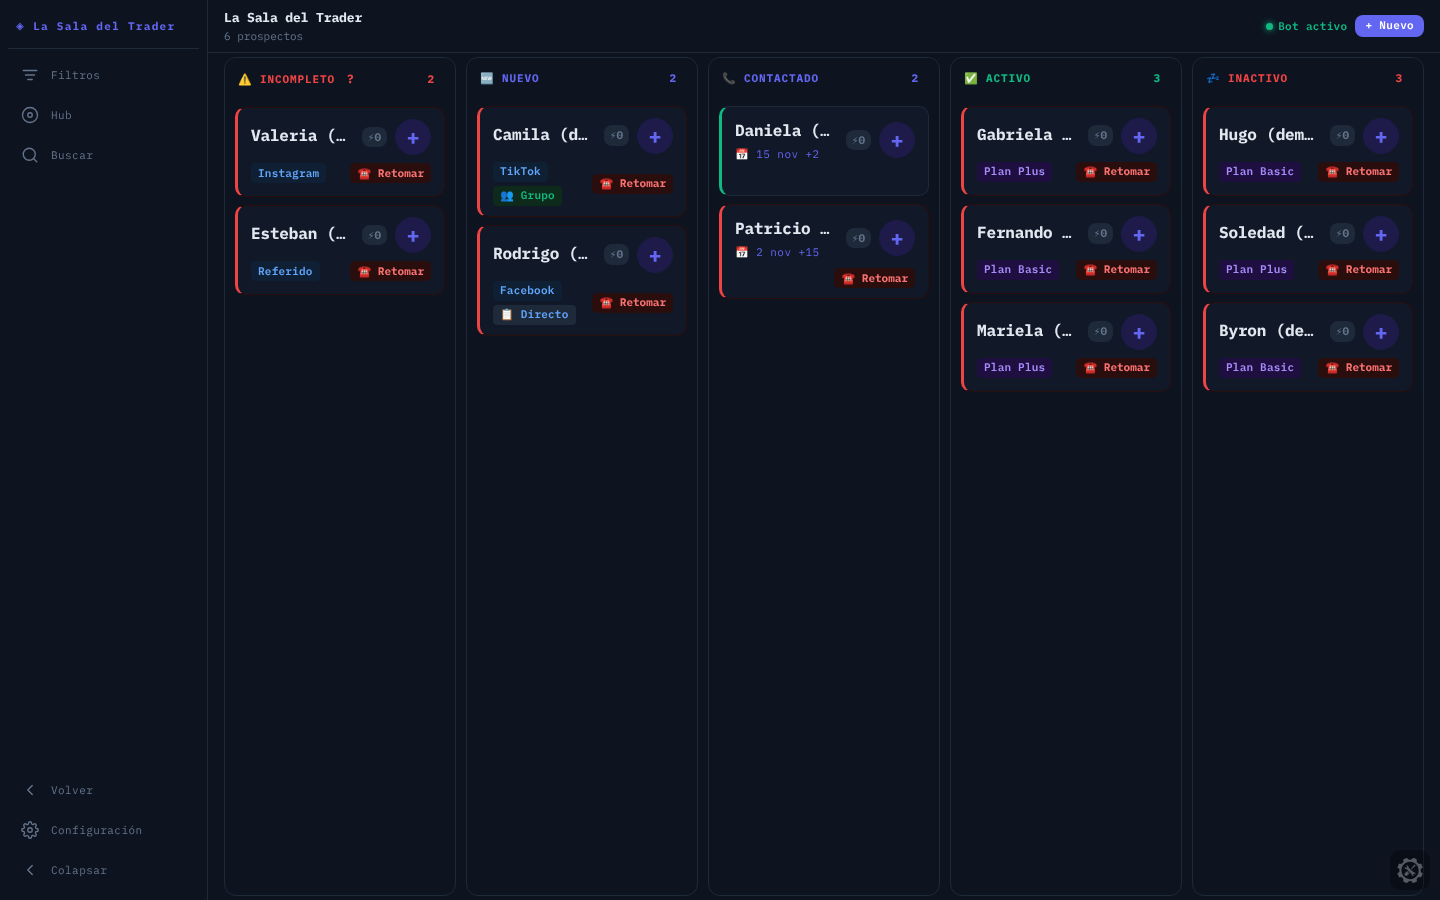 ◈ La Sala del Trader
Filtros
Hub
Buscar
Volver
Configuración
Colapsar
La Sala del Trader
6 prospectos
Bot activo
+ Nuevo
⚠️ INCOMPLETO ? 2
Valeria (… ⚡0 +
Instagram ☎️ Retomar
Esteban (… ⚡0 +
Referido ☎️ Retomar
🆕 NUEVO 2
Camila (d… ⚡0 +
TikTok
👥 Grupo
☎️ Retomar
Rodrigo (… ⚡0 +
Facebook
📋 Directo
☎️ Retomar
📞 CONTACTADO 2
Daniela (… ⚡0 +
📅 15 nov +2
Patricio … ⚡0 +
📅 2 nov +15
☎️ Retomar
✅ ACTIVO 3
Gabriela … ⚡0 +
Plan Plus ☎️ Retomar
Fernando … ⚡0 +
Plan Basic ☎️ Retomar
Mariela (… ⚡0 +
Plan Plus ☎️ Retomar
💤 INACTIVO 3
Hugo (dem… ⚡0 +
Plan Basic ☎️ Retomar
Soledad (… ⚡0 +
Plan Plus ☎️ Retomar
Byron (de… ⚡0 +
Plan Basic ☎️ Retomar